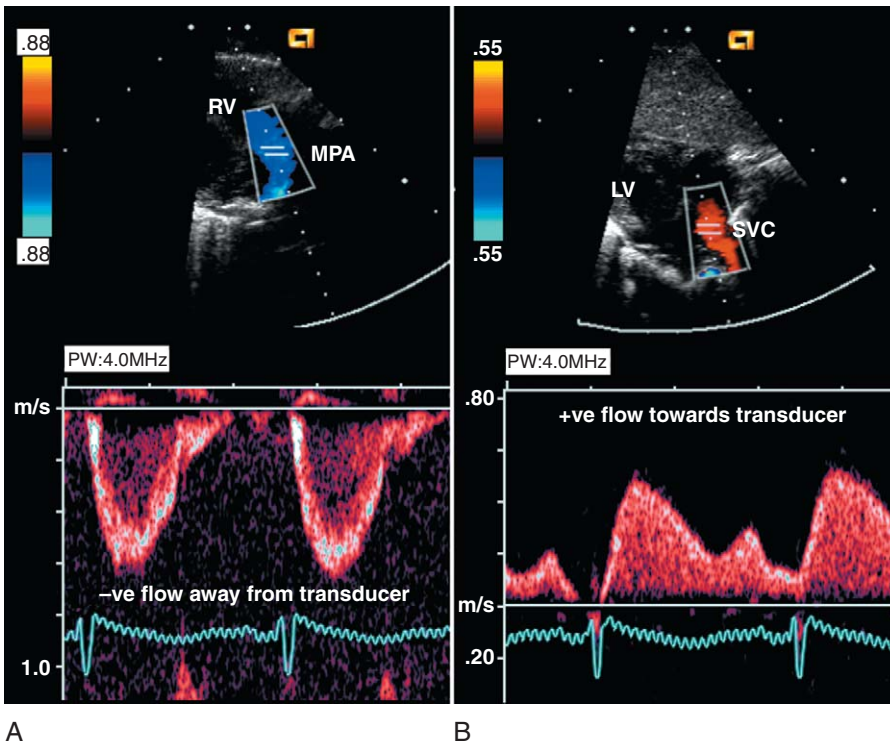 .88
RV
MPA
.88
PW:4.0MHz
m/s
–ve flow away from transducer
1.0
A
.55
LV
SVC
.55
PW:4.0MHz
.80
+ve flow towards transducer
m/s
.20
B